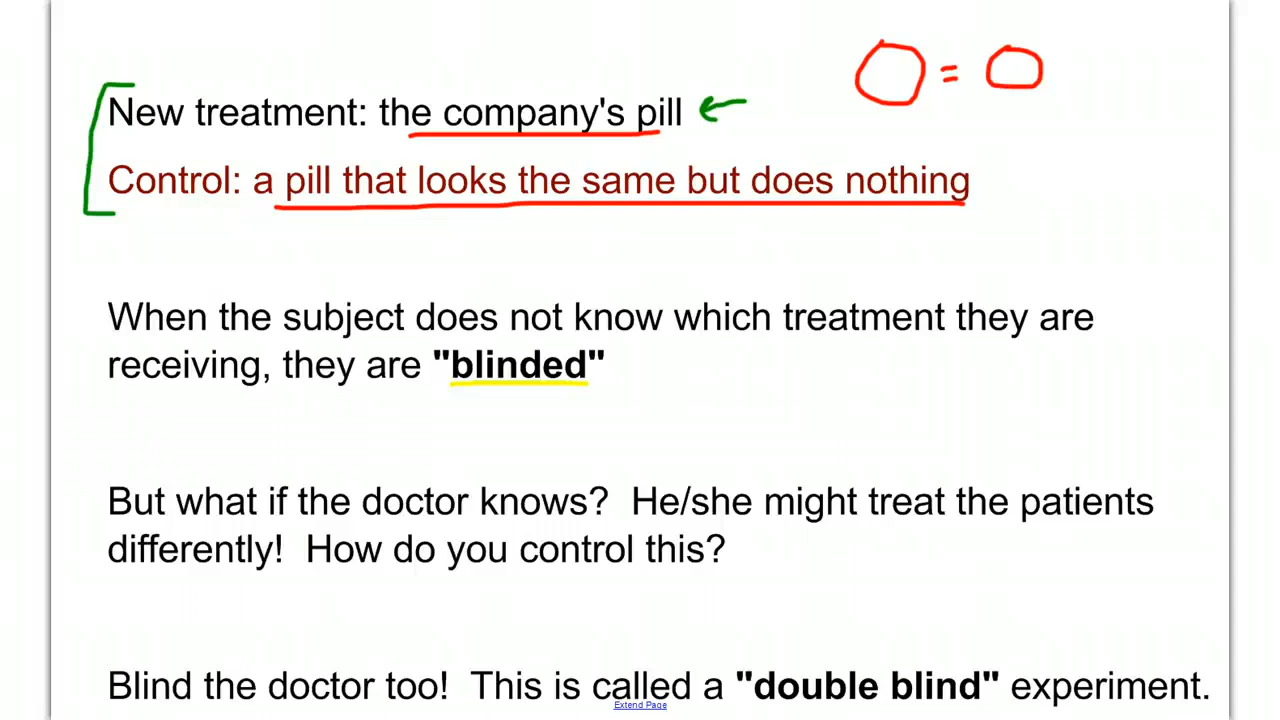 New treatment: the company's pill
=
Control: a pill that looks the same but does nothing
When the subject does not know which treatment they are
receiving, they are "blinded"
But what if the doctor knows?  He/she might treat the patients
differently!  How do you control this?
Blind the doctor too!  This is called a "double blind" experiment.
Extend Page